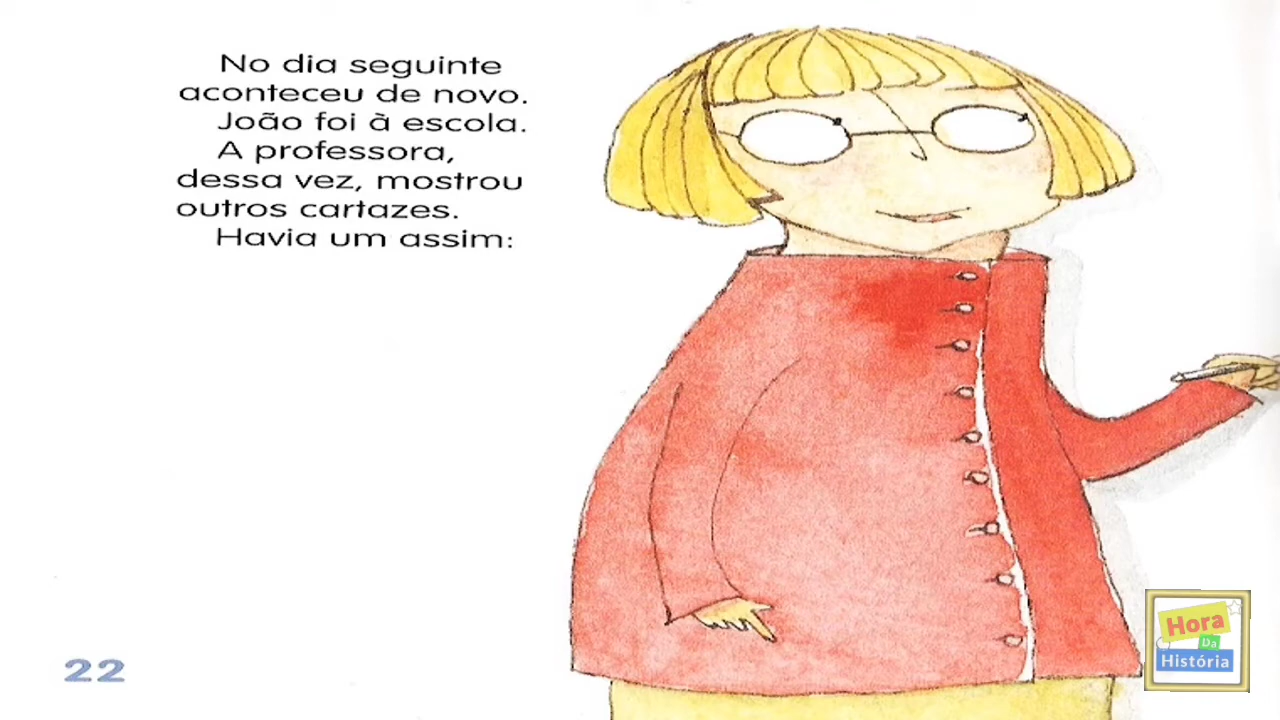 No dia seguinte
aconteceu de novo.
João foi à escola.
A professora,
dessa vez, mostrou
outros cartazes.
Havia um assim:
22
Hora
Da
História